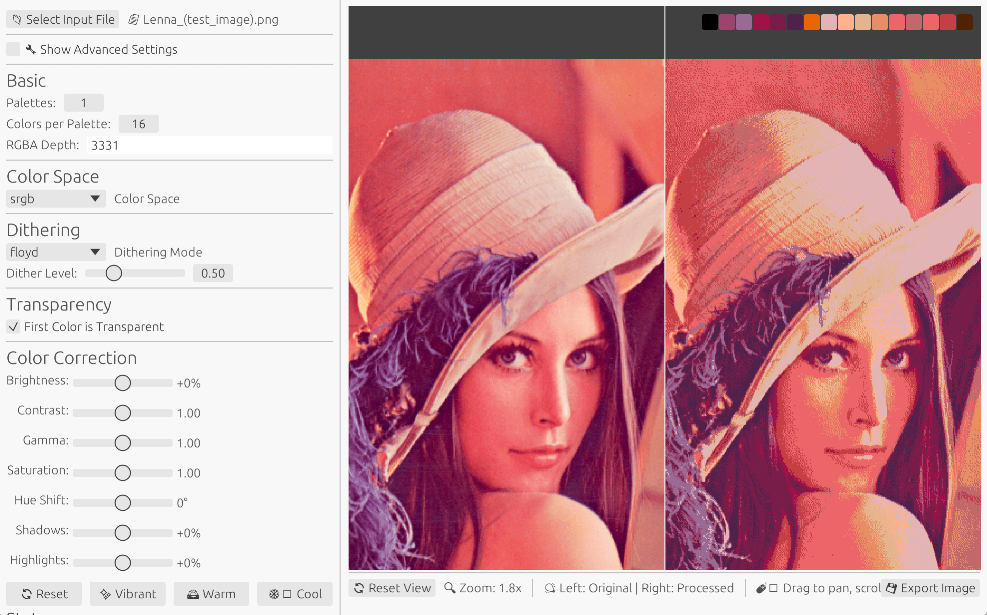 Select Input File Lenna_(test_image).png
Show Advanced Settings
Basic
Palettes: 1
Colors per Palette: 16
RGBA Depth: 3331
Color Space
srgb Color Space
Dithering
floyd Dithering Mode
Dither Level: 0.50
Transparency
First Color is Transparent
Color Correction
Brightness: +0%
Contrast: 1.00
Gamma: 1.00
Saturation: 1.00
Hue Shift: 0°
Shadows: +0%
Highlights: +0%
Reset Vibrant Warm Cool
Reset View Zoom: 1.8x Left: Original | Right: Processed Drag to pan, scrol Export Image